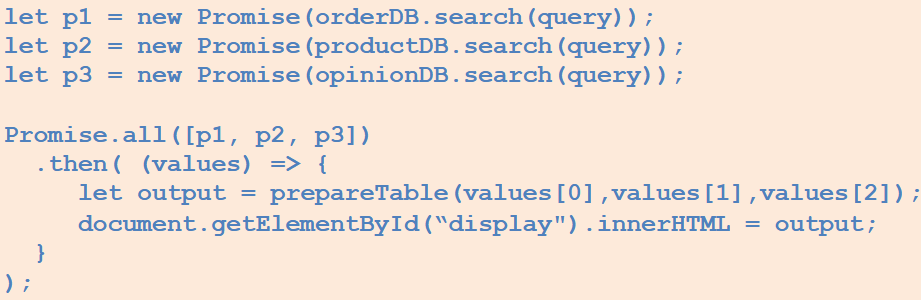 let p1 = new Promise(orderDB.search(query));
let p2 = new Promise(productDB.search(query));
let p3 = new Promise(opinionDB.search(query));

Promise.all([p1, p2, p3])
  .then( (values) => {
     let output = prepareTable(values[0],values[1],values[2]);
     document.getElementById(“display").innerHTML = output;
  }
);